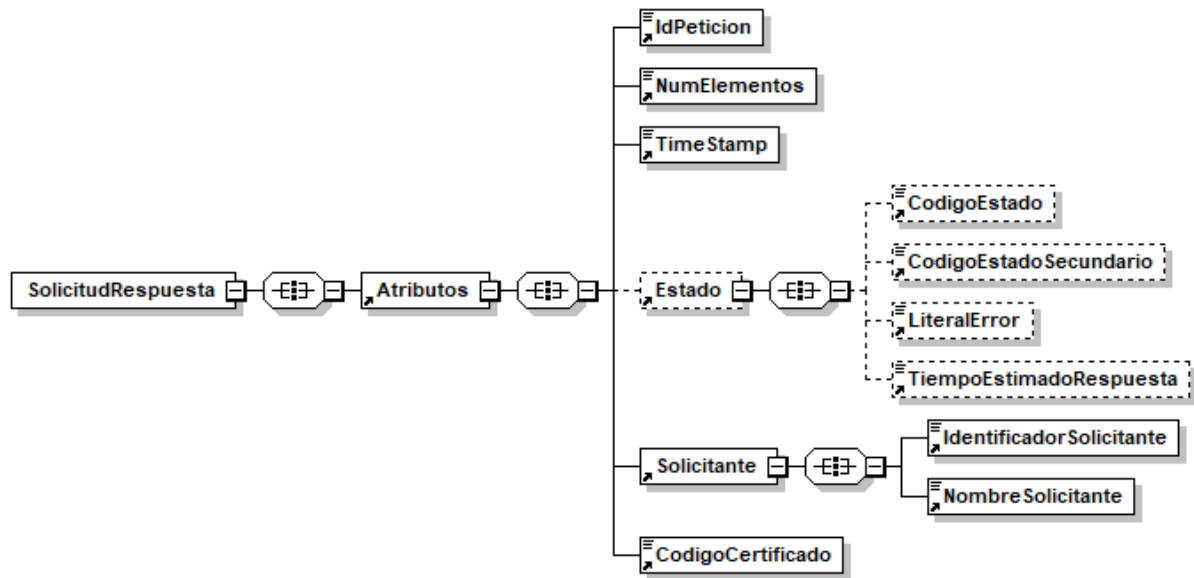 IdPeticion
NumElementos
TimeStamp
CodigoEstado
CodigoEstadoSecundario
SolicitudRespuesta
Atributos
Estado
LiteralError
TiempoEstimadoRespuesta
IdentificadorSolicitante
Solicitante
NombreSolicitante
CodigoCertificado